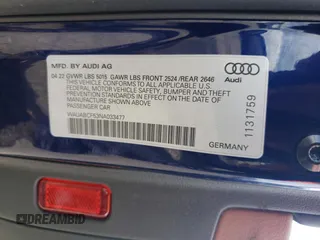 MFD. BY AUDI AG
04.22 GVWR LBS 5015 GAWR LBS FRONT 2524 /REAR 2646
THIS VEHICLE CONFORMS TO ALL APPLICABLE U.S.
FEDERAL MOTOR VEHICLE SAFETY, BUMPER AND THEFT
PREVENTION STANDARDS IN EFFECT ON THE DATE OF
MANUFACTURE SHOWN ABOVE.
PASSENGER CAR
WAUABCF53NA033477
Audi
1131759
GERMANY
DREAMBID